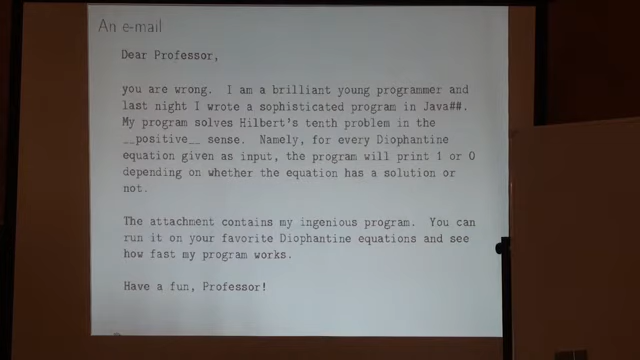 An e-mail
Dear Professor,
you are wrong. I am a brilliant young programmer and
last night I wrote a sophisticated program in Java##.
My program solves Hilbert's tenth problem in the
__positive__ sense. Namely, for every Diophantine
equation given as input, the program will print 1 or 0
depending on whether the equation has a solution or
not.
The attachment contains my ingenious program. You can
run it on your favorite Diophantine equations and see
how fast my program works.
Have a fun, Professor!